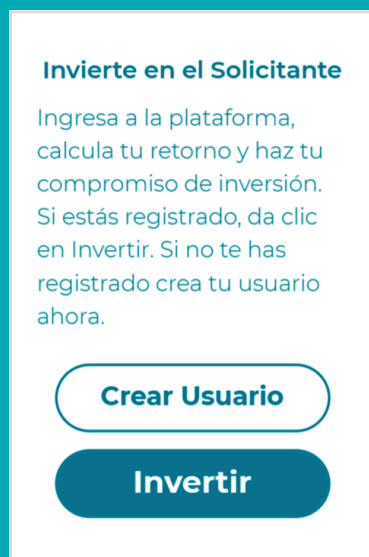 Invierte en el Solicitante
Ingresa a la plataforma,
calcula tu retorno y haz tu
compromiso de inversión.
Si estás registrado, da clic
en Invertir. Si no te has
registrado crea tu usuario
ahora.
Crear Usuario
Invertir